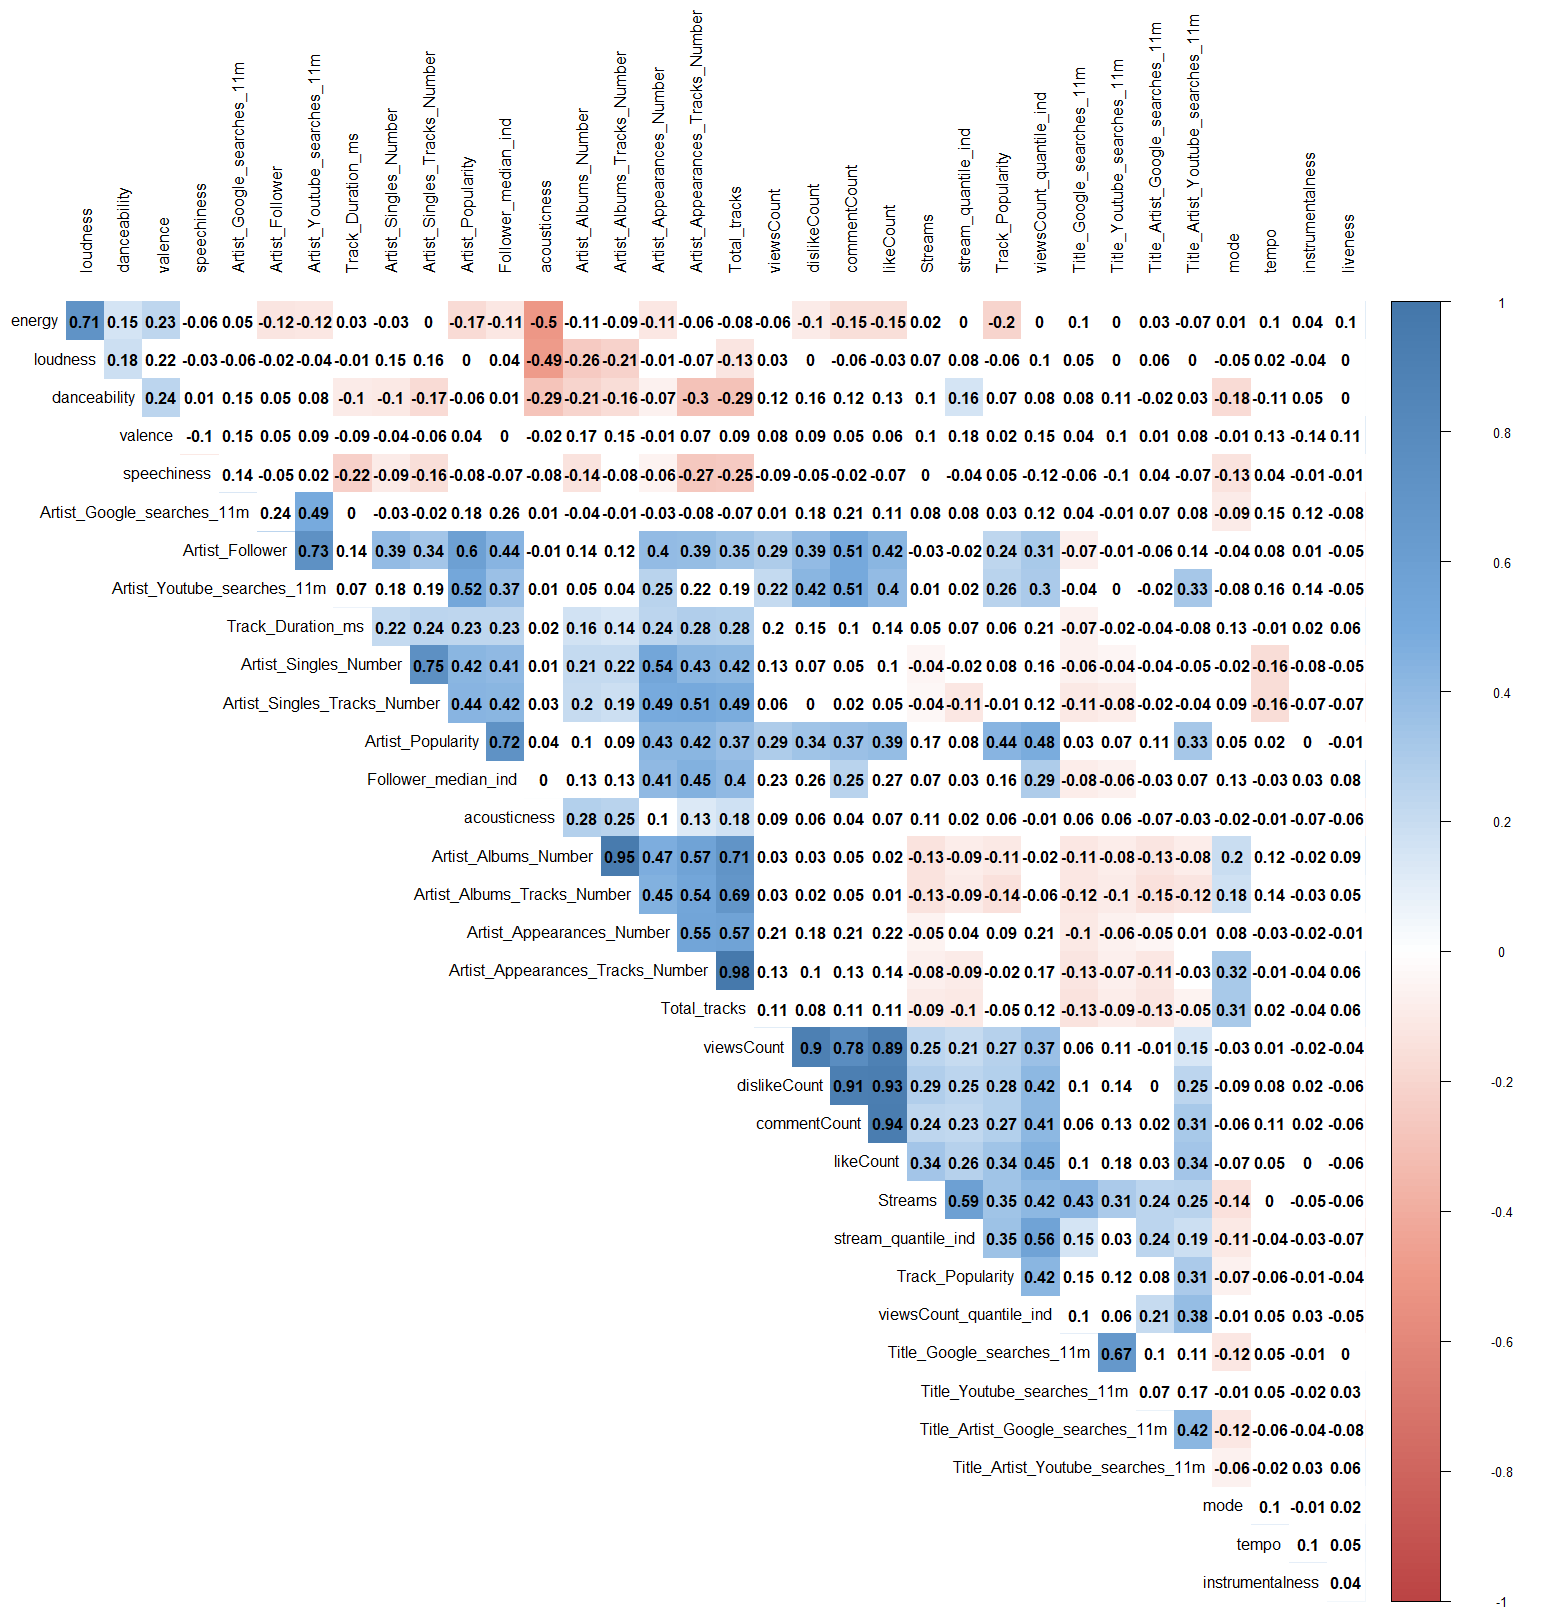 loudness
danceability
valence
speechiness
Artist_Google_searches_11m
Artist_Follower
Artist_Youtube_searches_11m
Track_Duration_ms
Artist_Singles_Number
Artist_Singles_Tracks_Number
Artist_Popularity
Follower_median_ind
acousticness
Artist_Albums_Number
Artist_Albums_Tracks_Number
Artist_Appearances_Number
Artist_Appearances_Tracks_Number
Total_tracks
viewsCount
dislikeCount
commentCount
likeCount
Streams
stream_quantile_ind
Track_Popularity
viewsCount_quantile_ind
Title_Google_searches_11m
Title_Youtube_searches_11m
Title_Artist_Google_searches_11m
Title_Artist_Youtube_searches_11m
mode
tempo
instrumentalness
liveness
energy 0.71 0.15 0.23 -0.06 0.05 -0.12 -0.12 0.03 -0.03 0 -0.17 -0.11 -0.5 -0.11 -0.09 -0.11 -0.06 -0.08 -0.06 -0.1 -0.15 -0.15 0.02 0 -0.2 0 0.1 0 0.03 -0.07 0.01 0.1 0.04 0.1
loudness 0.18 0.22 -0.03 -0.06 -0.02 -0.04 -0.01 0.15 0.16 0 0.04 -0.49 -0.26 -0.21 -0.01 -0.07 -0.13 0.03 0 -0.06 -0.03 0.07 0.08 -0.06 0.1 0.05 0 0.06 0 -0.05 0.02 -0.04 0
danceability 0.24 0.01 0.15 0.05 0.08 -0.1 -0.1 -0.17 -0.06 0.01 -0.29 -0.21 -0.16 -0.07 -0.3 -0.29 0.12 0.16 0.12 0.13 0.1 0.16 0.07 0.08 0.08 0.11 -0.02 0.03 -0.18 -0.11 0.05 0
valence -0.1 0.15 0.05 0.09 -0.09 -0.04 -0.06 0.04 0 -0.02 0.17 0.15 -0.01 0.07 0.09 0.08 0.09 0.05 0.06 0.1 0.18 0.02 0.15 0.04 0.1 0.01 0.08 -0.01 0.13 -0.14 0.11
speechiness 0.14 -0.05 0.02 -0.22 -0.09 -0.16 -0.08 -0.07 -0.08 -0.14 -0.08 -0.06 -0.27 -0.25 -0.09 -0.05 -0.02 -0.07 0 -0.04 0.05 -0.12 -0.06 -0.1 0.04 -0.07 -0.13 0.04 -0.01 -0.01
Artist_Google_searches_11m 0.24 0.49 0 -0.03 -0.02 0.18 0.26 0.01 -0.04 -0.01 -0.03 -0.08 -0.07 0.01 0.18 0.21 0.11 0.08 0.08 0.03 0.12 0.04 -0.01 0.07 0.08 -0.09 0.15 0.12 -0.08
Artist_Follower 0.73 0.14 0.39 0.34 0.6 0.44 -0.01 0.14 0.12 0.4 0.39 0.35 0.29 0.39 0.51 0.42 -0.03 -0.02 0.24 0.31 -0.07 -0.01 -0.06 0.14 -0.04 0.08 0.01 -0.05
Artist_Youtube_searches_11m 0.07 0.18 0.19 0.52 0.37 0.01 0.05 0.04 0.25 0.22 0.19 0.22 0.42 0.51 0.4 0.01 0.02 0.26 0.3 -0.04 0 -0.02 0.33 -0.08 0.16 0.14 -0.05
Track_Duration_ms 0.22 0.24 0.23 0.23 0.02 0.16 0.14 0.24 0.28 0.28 0.2 0.15 0.1 0.14 0.05 0.07 0.06 0.21 -0.07 -0.02 -0.04 -0.08 0.13 -0.01 0.02 0.06
Artist_Singles_Number 0.75 0.42 0.41 0.01 0.21 0.22 0.54 0.43 0.42 0.13 0.07 0.05 0.1 -0.04 -0.02 0.08 0.16 -0.06 -0.04 -0.04 -0.05 -0.02 -0.16 -0.08 -0.05
Artist_Singles_Tracks_Number 0.44 0.42 0.03 0.2 0.19 0.49 0.51 0.49 0.06 0 0.02 0.05 -0.04 -0.11 -0.01 0.12 -0.11 -0.08 -0.02 -0.04 0.09 -0.16 -0.07 -0.07
Artist_Popularity 0.72 0.04 0.1 0.09 0.43 0.42 0.37 0.29 0.34 0.37 0.39 0.17 0.08 0.44 0.48 0.03 0.07 0.11 0.33 0.05 0.02 0 -0.01
Follower_median_ind 0 0.13 0.13 0.41 0.45 0.4 0.23 0.26 0.25 0.27 0.07 0.03 0.16 0.29 -0.08 -0.06 -0.03 0.07 0.13 -0.03 0.03 0.08
acousticness 0.28 0.25 0.1 0.13 0.18 0.09 0.06 0.04 0.07 0.11 0.02 0.06 -0.01 0.06 0.06 -0.07 -0.03 -0.02 -0.01 -0.07 -0.06
Artist_Albums_Number 0.95 0.47 0.57 0.71 0.03 0.03 0.05 0.02 -0.13 -0.09 -0.11 -0.02 -0.11 -0.08 -0.13 -0.08 0.2 0.12 -0.02 0.09
Artist_Albums_Tracks_Number 0.45 0.54 0.69 0.03 0.02 0.05 0.01 -0.13 -0.09 -0.14 -0.06 -0.12 -0.1 -0.15 -0.12 0.18 0.14 -0.03 0.05
Artist_Appearances_Number 0.55 0.57 0.21 0.18 0.21 0.22 -0.05 0.04 0.09 0.21 -0.1 -0.06 -0.05 0.01 0.08 -0.03 -0.02 -0.01
Artist_Appearances_Tracks_Number 0.98 0.13 0.1 0.13 0.14 -0.08 -0.09 -0.02 0.17 -0.13 -0.07 -0.11 -0.03 0.32 -0.01 -0.04 0.06
Total_tracks 0.11 0.08 0.11 0.11 -0.09 -0.1 -0.05 0.12 -0.13 -0.09 -0.13 -0.05 0.31 0.02 -0.04 0.06
viewsCount 0.9 0.78 0.89 0.25 0.21 0.27 0.37 0.06 0.11 -0.01 0.15 -0.03 0.01 -0.02 -0.04
dislikeCount 0.91 0.93 0.29 0.25 0.28 0.42 0.1 0.14 0 0.25 -0.09 0.08 0.02 -0.06
commentCount 0.94 0.24 0.23 0.27 0.41 0.06 0.13 0.02 0.31 -0.06 0.11 0.02 -0.06
likeCount 0.34 0.26 0.34 0.45 0.1 0.18 0.03 0.34 -0.07 0.05 0 -0.06
Streams 0.59 0.35 0.42 0.43 0.31 0.24 0.25 -0.14 0 -0.05 -0.06
stream_quantile_ind 0.35 0.56 0.15 0.03 0.24 0.19 -0.11 -0.04 -0.03 -0.07
Track_Popularity 0.42 0.15 0.12 0.08 0.31 -0.07 -0.06 -0.01 -0.04
viewsCount_quantile_ind 0.1 0.06 0.21 0.38 -0.01 0.05 0.03 -0.05
Title_Google_searches_11m 0.67 0.1 0.11 -0.12 0.05 -0.01 0
Title_Youtube_searches_11m 0.07 0.17 -0.01 0.05 -0.02 0.03
Title_Artist_Google_searches_11m 0.42 -0.12 -0.06 -0.04 -0.08
Title_Artist_Youtube_searches_11m -0.06 -0.02 0.03 0.06
mode 0.1 -0.01 0.02
tempo 0.1 0.05
instrumentalness 0.04
1
0.8
0.6
0.4
0.2
0
-0.2
-0.4
-0.6
-0.8
-1